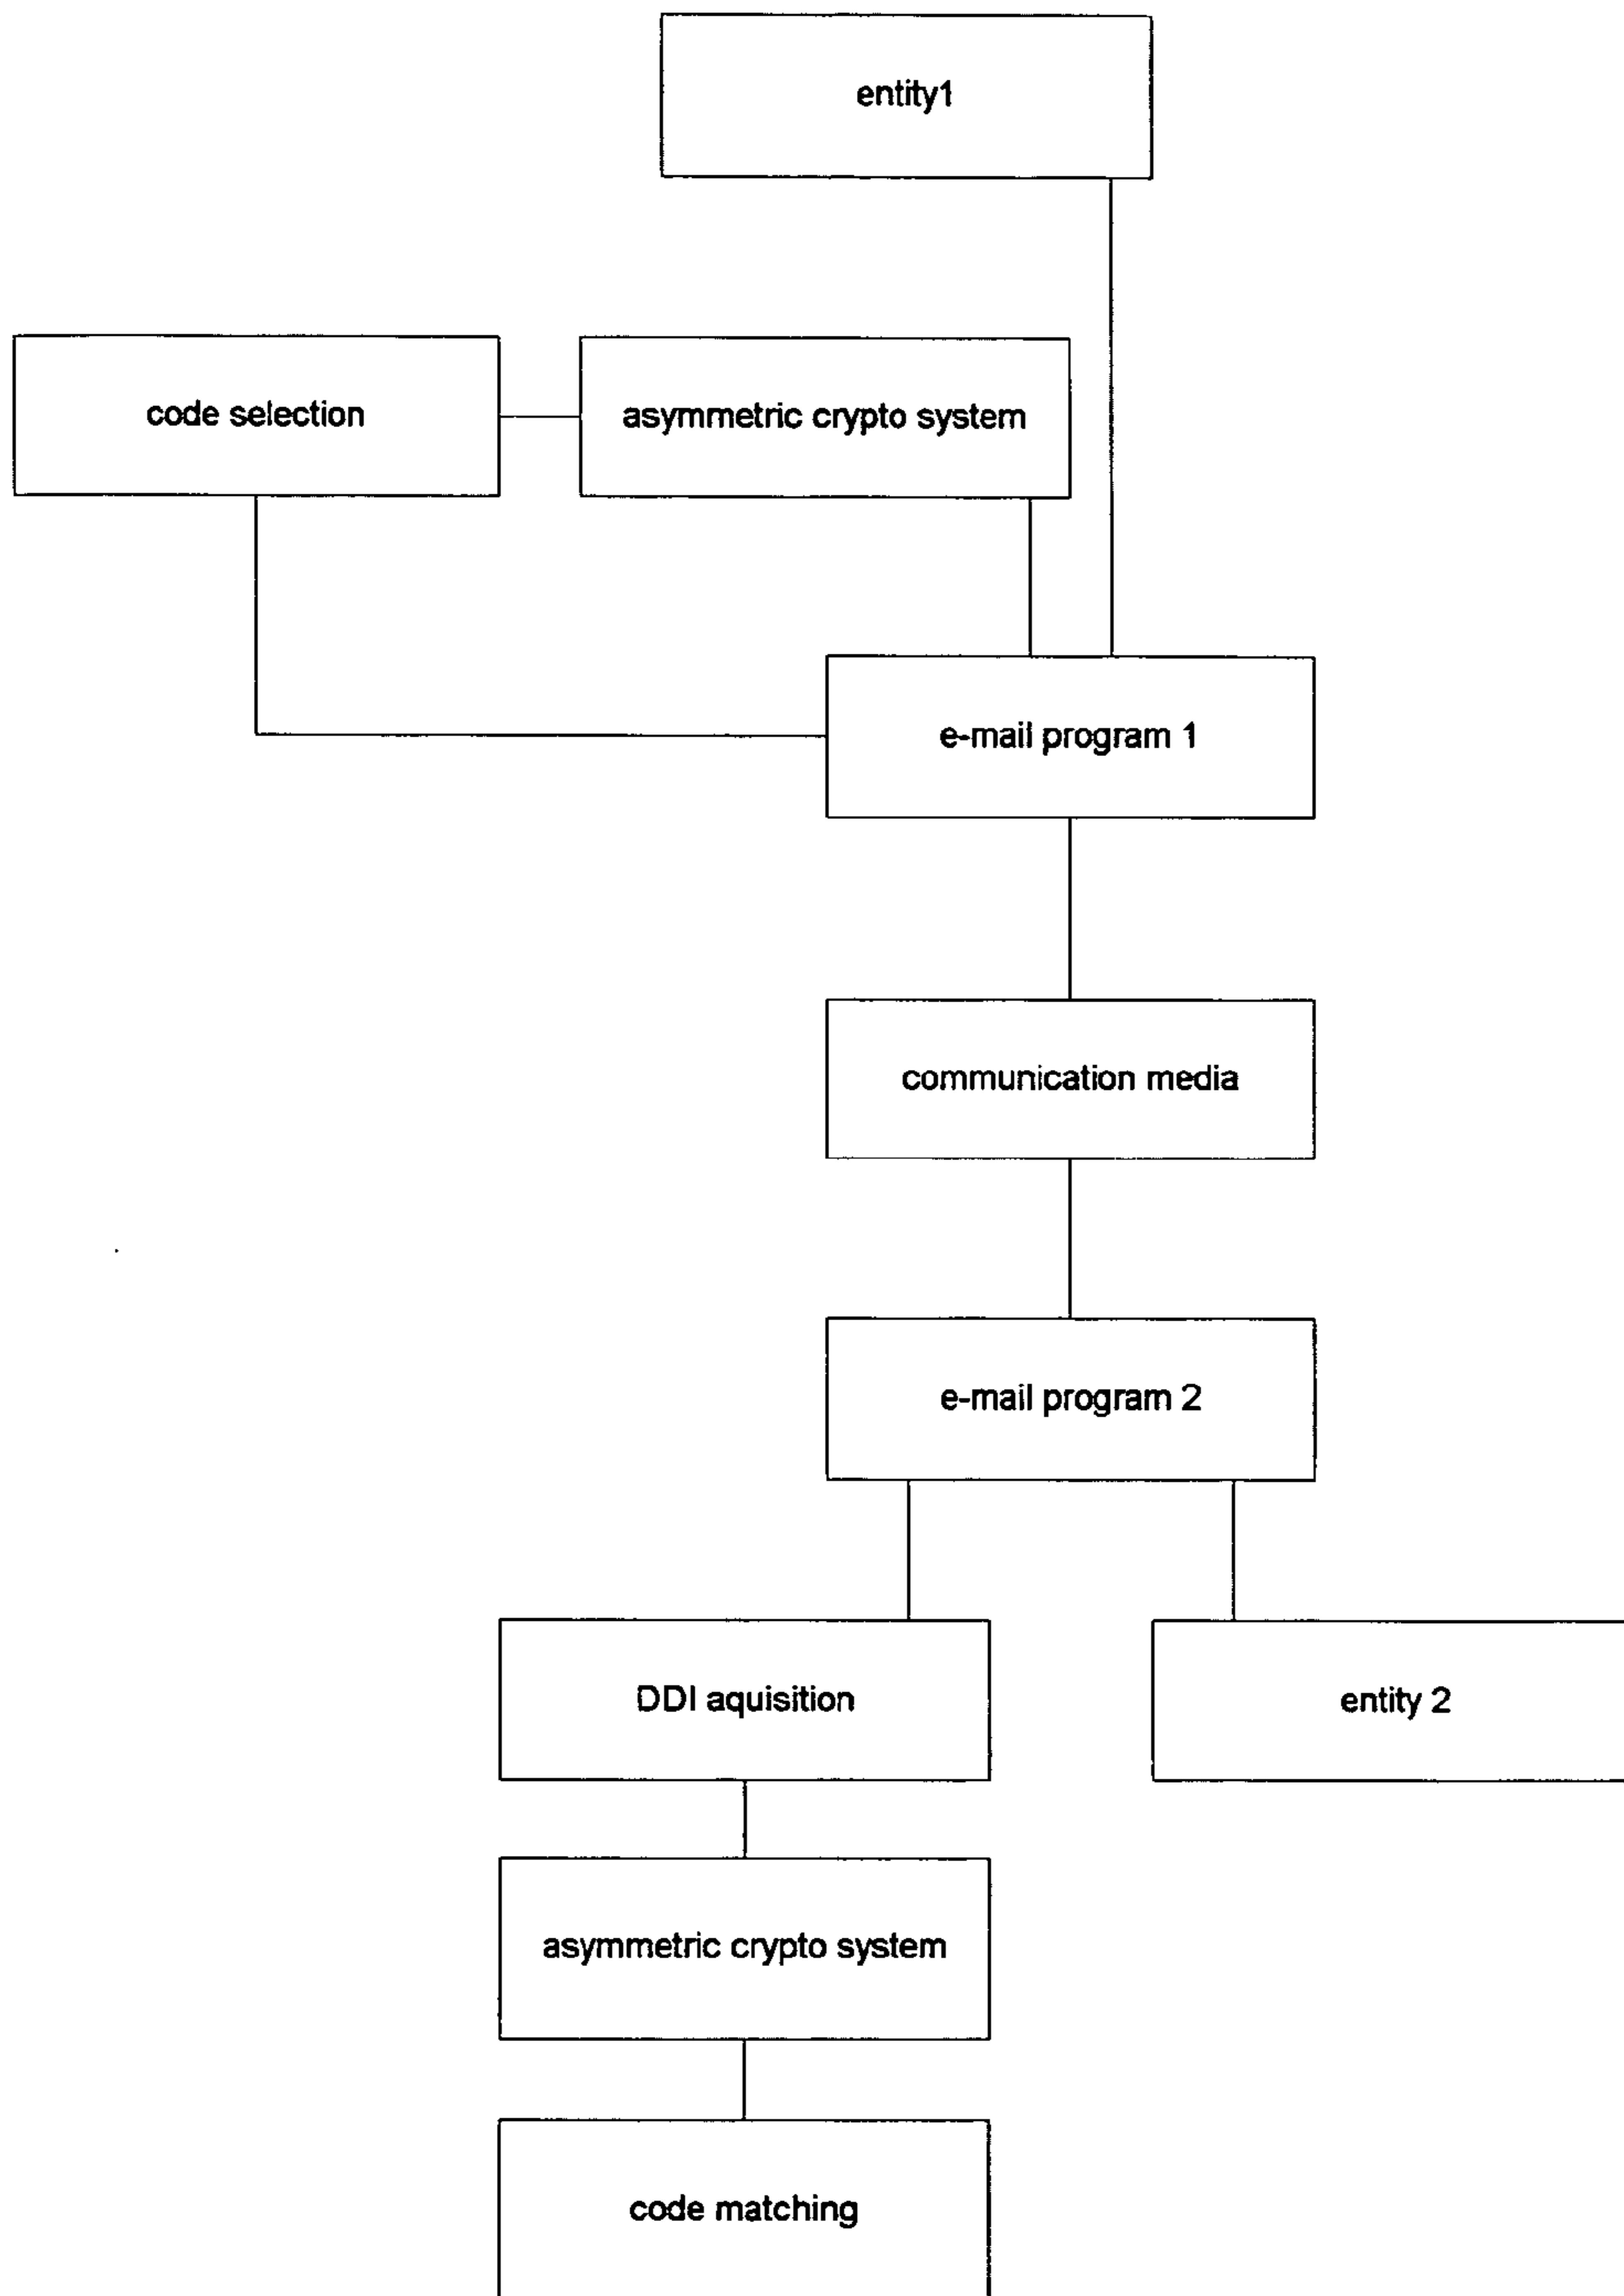 entity1
code selection
asymmetric crypto system
e-mail program 1
communication media
e-mail program 2
DDI aquisition
entity 2
asymmetric crypto system
code matching